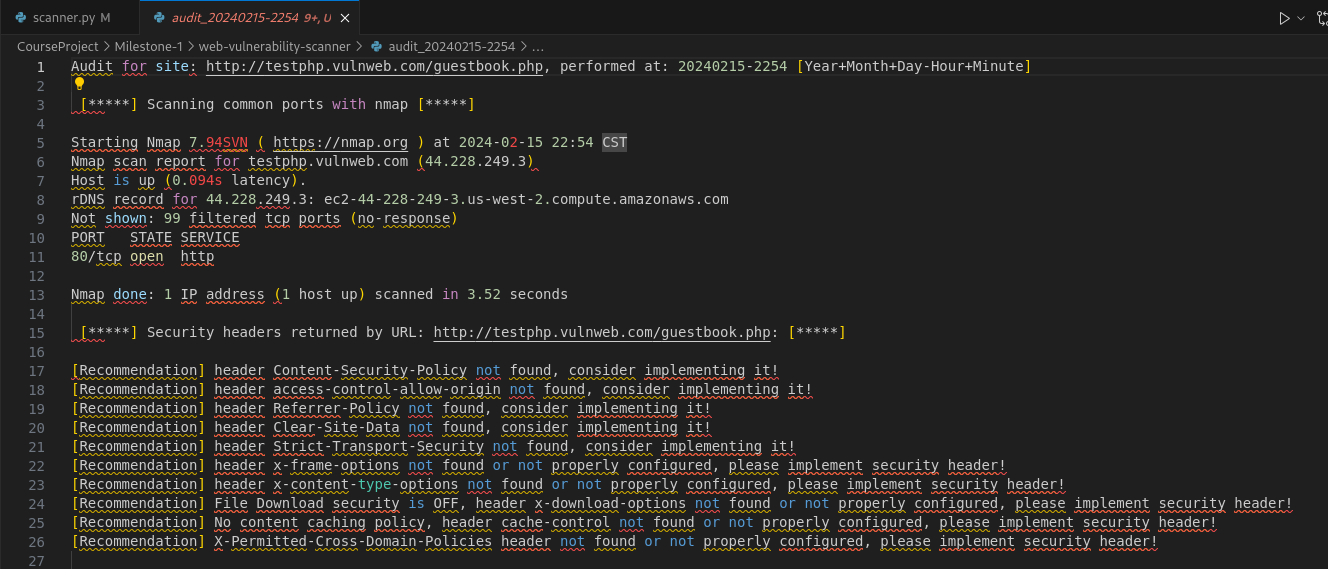 scanner.py M
audit_20240215-2254 9+, U
CourseProject > Milestone-1 > web-vulnerability-scanner > audit_20240215-2254 > ...
1 Audit for site: http://testphp.vulnweb.com/guestbook.php, performed at: 20240215-2254 [Year+Month+Day-Hour+Minute]
2
3 [*****] Scanning common ports with nmap [*****]
4
5 Starting Nmap 7.94SVN ( https://nmap.org ) at 2024-02-15 22:54 CST
6 Nmap scan report for testphp.vulnweb.com (44.228.249.3)
7 Host is up (0.094s latency).
8 rDNS record for 44.228.249.3: ec2-44-228-249-3.us-west-2.compute.amazonaws.com
9 Not shown: 99 filtered tcp ports (no-response)
10 PORT   STATE SERVICE
11 80/tcp open  http
12
13 Nmap done: 1 IP address (1 host up) scanned in 3.52 seconds
14
15 [*****] Security headers returned by URL: http://testphp.vulnweb.com/guestbook.php: [*****]
16
17 [Recommendation] header Content-Security-Policy not found, consider implementing it!
18 [Recommendation] header access-control-allow-origin not found, consider implementing it!
19 [Recommendation] header Referrer-Policy not found, consider implementing it!
20 [Recommendation] header Clear-Site-Data not found, consider implementing it!
21 [Recommendation] header Strict-Transport-Security not found, consider implementing it!
22 [Recommendation] header x-frame-options not found or not properly configured, please implement security header!
23 [Recommendation] header x-content-type-options not found or not properly configured, please implement security header!
24 [Recommendation] File Download security is OFF, header x-download-options not found or not properly configured, please implement security header!
25 [Recommendation] No content caching policy, header cache-control not found or not properly configured, please implement security header!
26 [Recommendation] X-Permitted-Cross-Domain-Policies header not found or not properly configured, please implement security header!
27